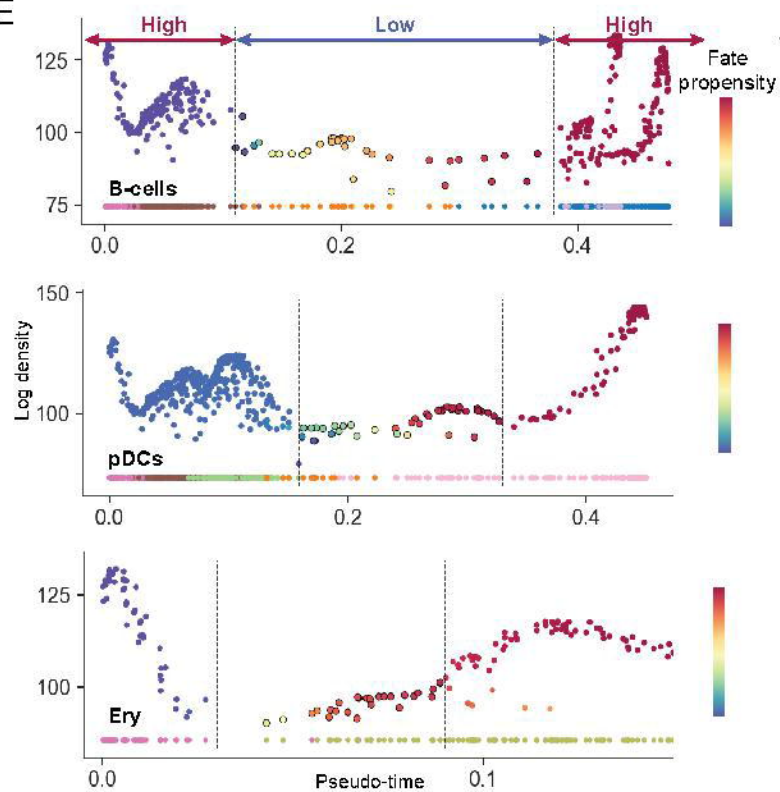 E
High Low High
Fate
propensity
125
100
75
B-cells
0.0 0.2 0.4
150
100
Log density
pDCs
0.0 0.2 0.4
125
100
Ery
0.0 0.1
Pseudo-time